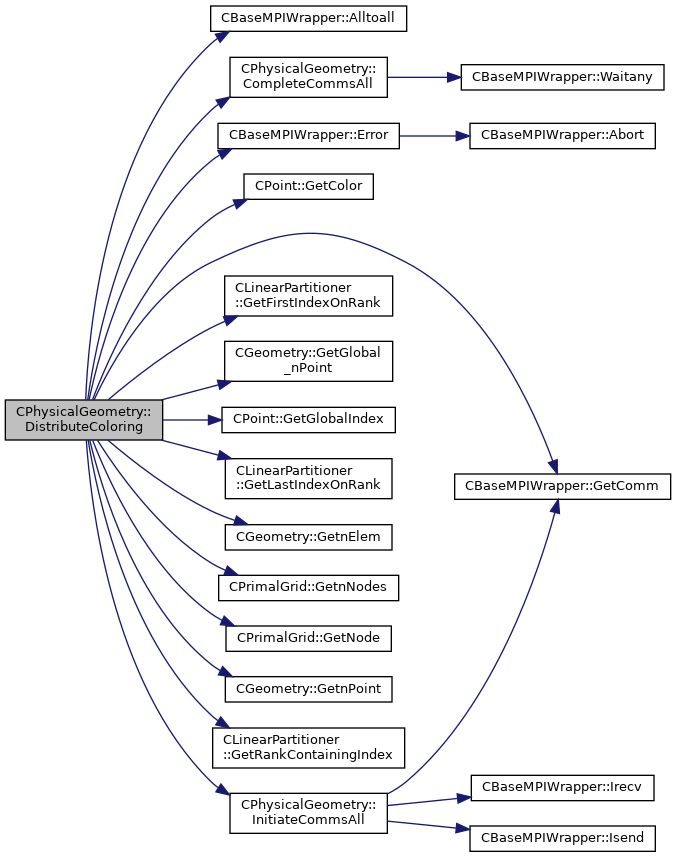 CBaseMPIWrapper::Alltoall
CPhysicalGeometry::
CompleteCommsAll
CBaseMPIWrapper::Waitany
CBaseMPIWrapper::Error
CBaseMPIWrapper::Abort
CPoint::GetColor
CLinearPartitioner
::GetFirstIndexOnRank
CGeometry::GetGlobal
_nPoint
CPhysicalGeometry::
DistributeColoring
CPoint::GetGlobalIndex
CLinearPartitioner
::GetLastIndexOnRank
CBaseMPIWrapper::GetComm
CGeometry::GetnElem
CPrimalGrid::GetnNodes
CPrimalGrid::GetNode
CGeometry::GetnPoint
CLinearPartitioner
::GetRankContainingIndex
CPhysicalGeometry::
InitiateCommsAll
CBaseMPIWrapper::Irecv
CBaseMPIWrapper::Isend